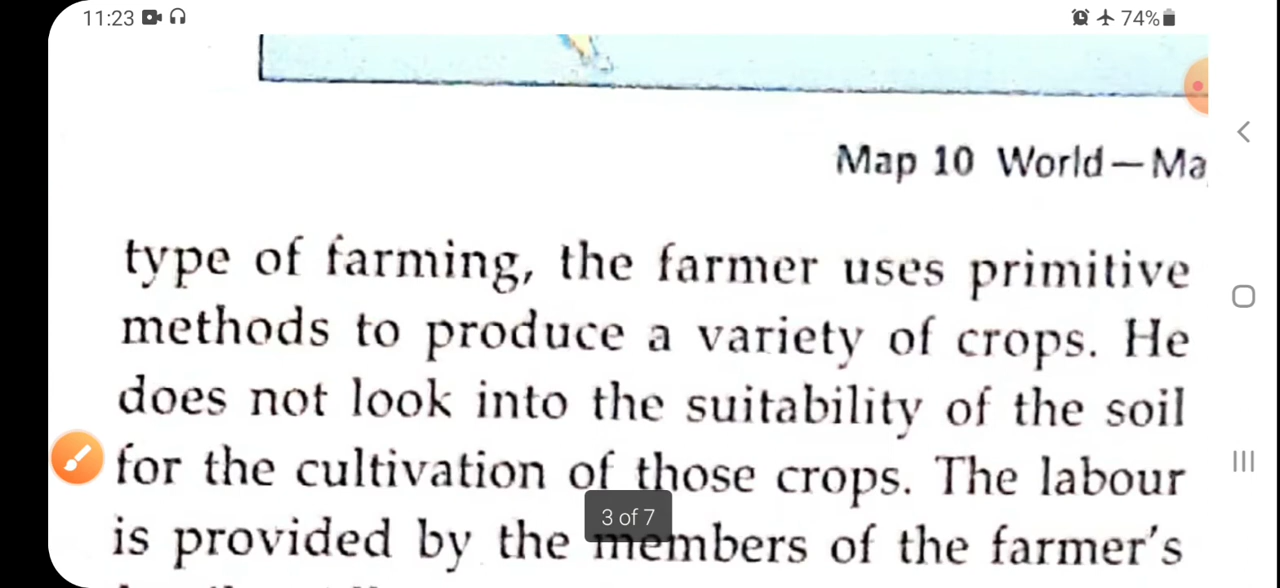 11:23
74%
Map 10 World—Ma
type of farming, the farmer uses primitive
methods to produce a variety of crops. He
does not look into the suitability of the soil
for the cultivation of those crops. The labour
3 of 7
is provided by the members of the farmer's